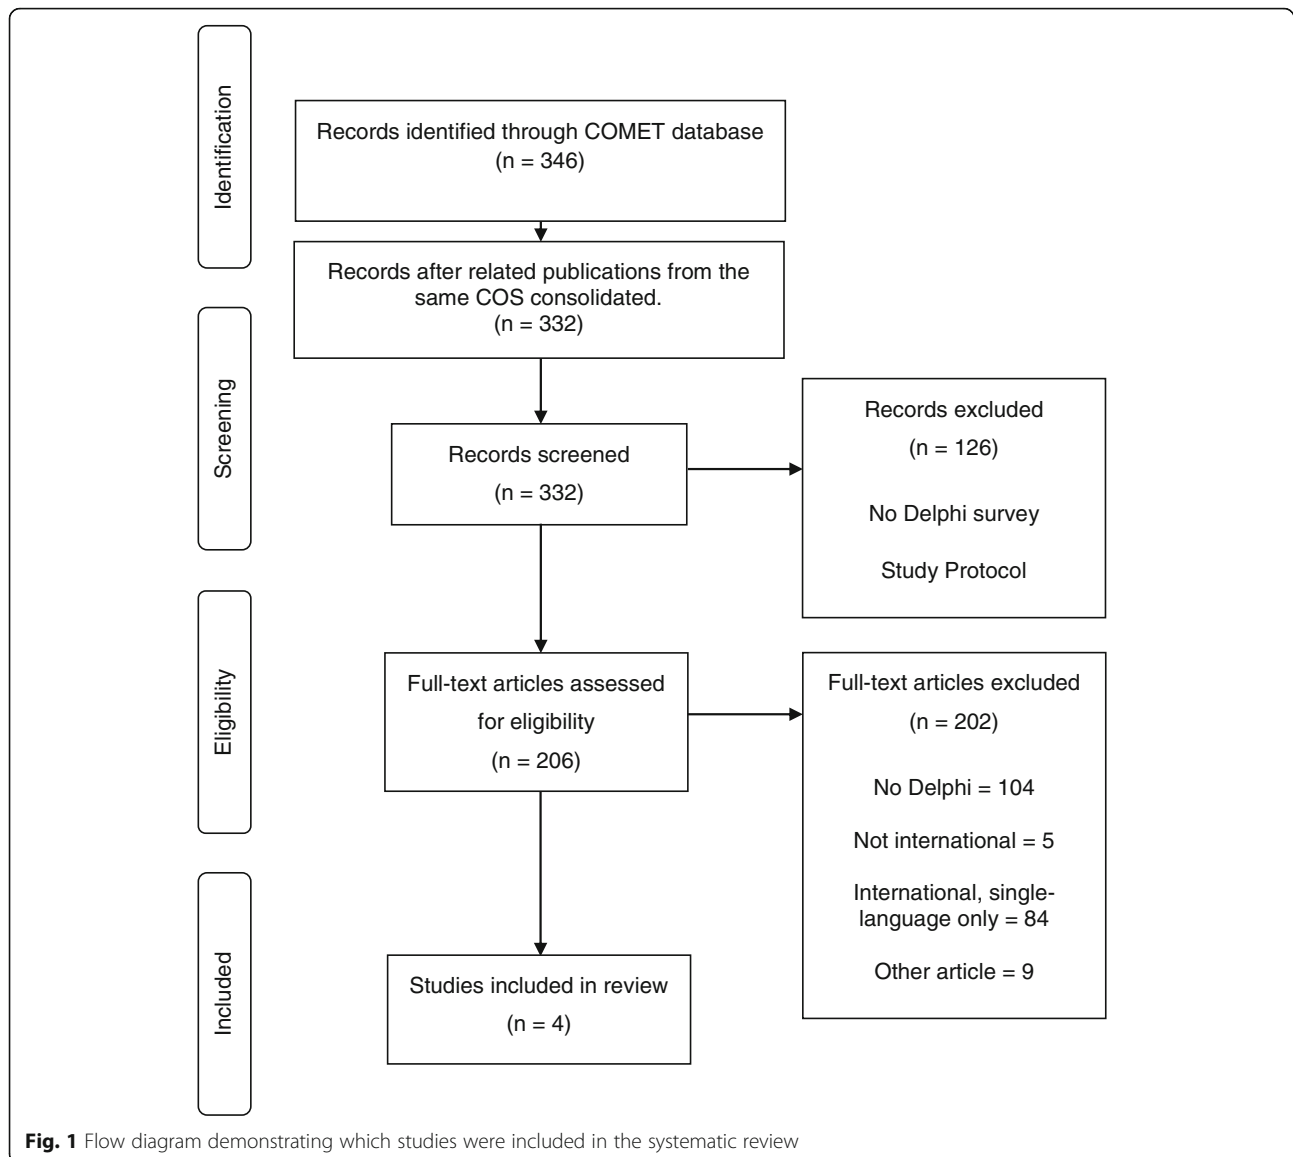 Identification
Records identified through COMET database
(n = 346)
Records after related publications from the
same COS consolidated.
(n = 332)
Screening
Records screened
(n = 332)
Records excluded
(n = 126)
No Delphi survey
Study Protocol
Eligibility
Full-text articles assessed
for eligibility
(n = 206)
Full-text articles excluded
(n = 202)
No Delphi = 104
Not international = 5
International, single-
language only = 84
Other article = 9
Included
Studies included in review
(n = 4)
Fig. 1 Flow diagram demonstrating which studies were included in the systematic review